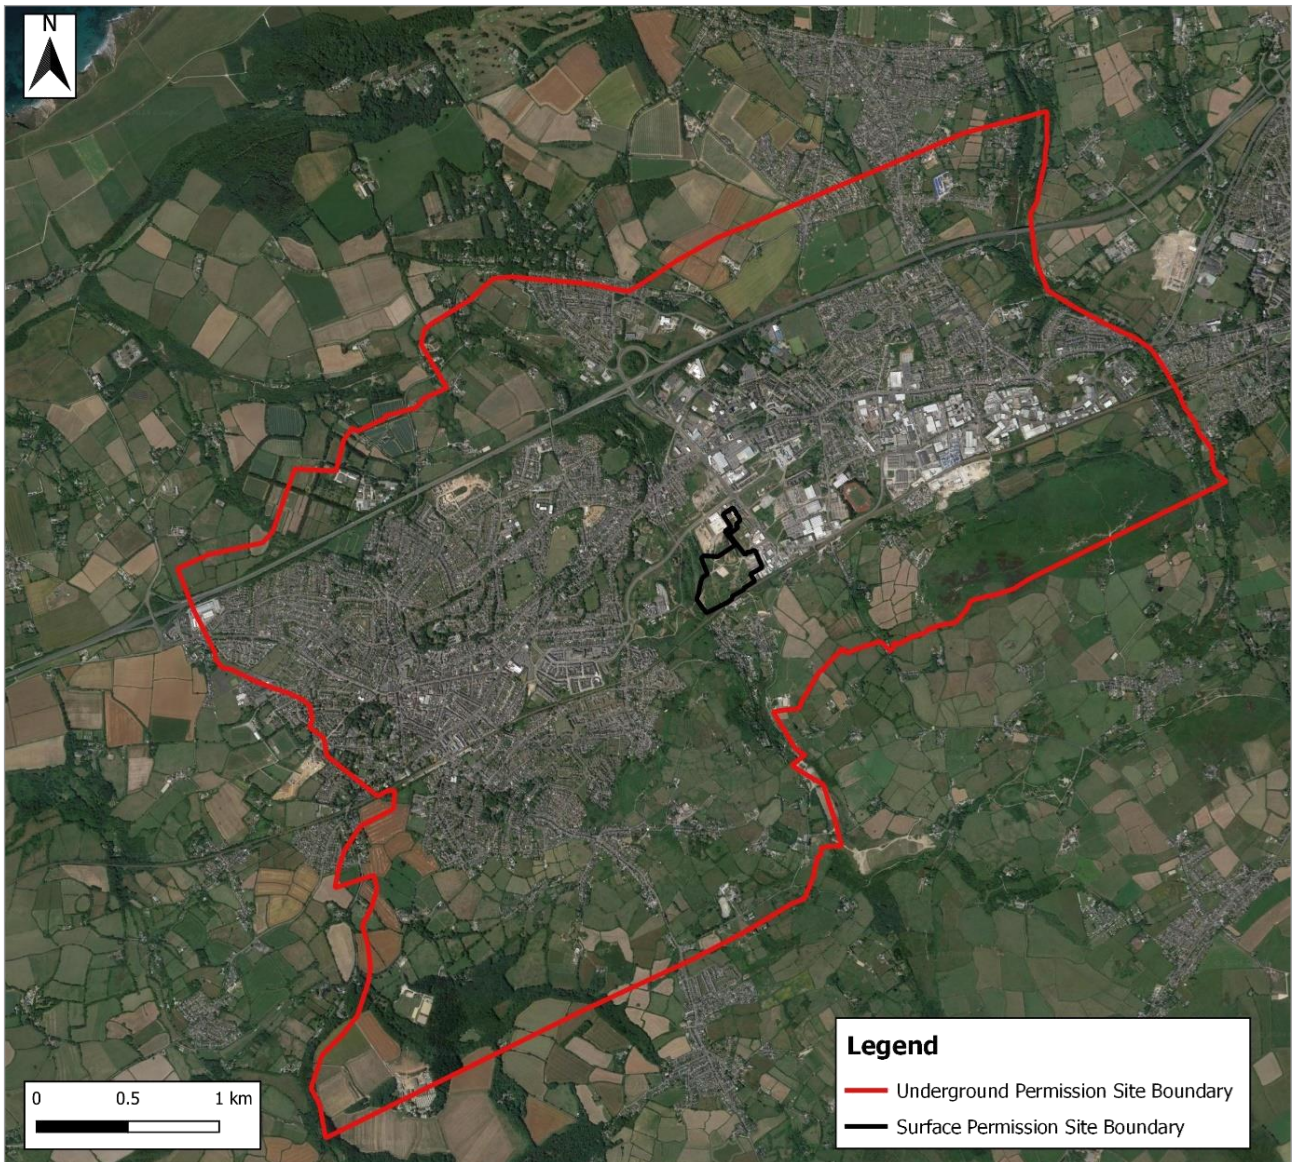 N
Legend
Underground Permission Site Boundary
Surface Permission Site Boundary
0 0.5 1 km